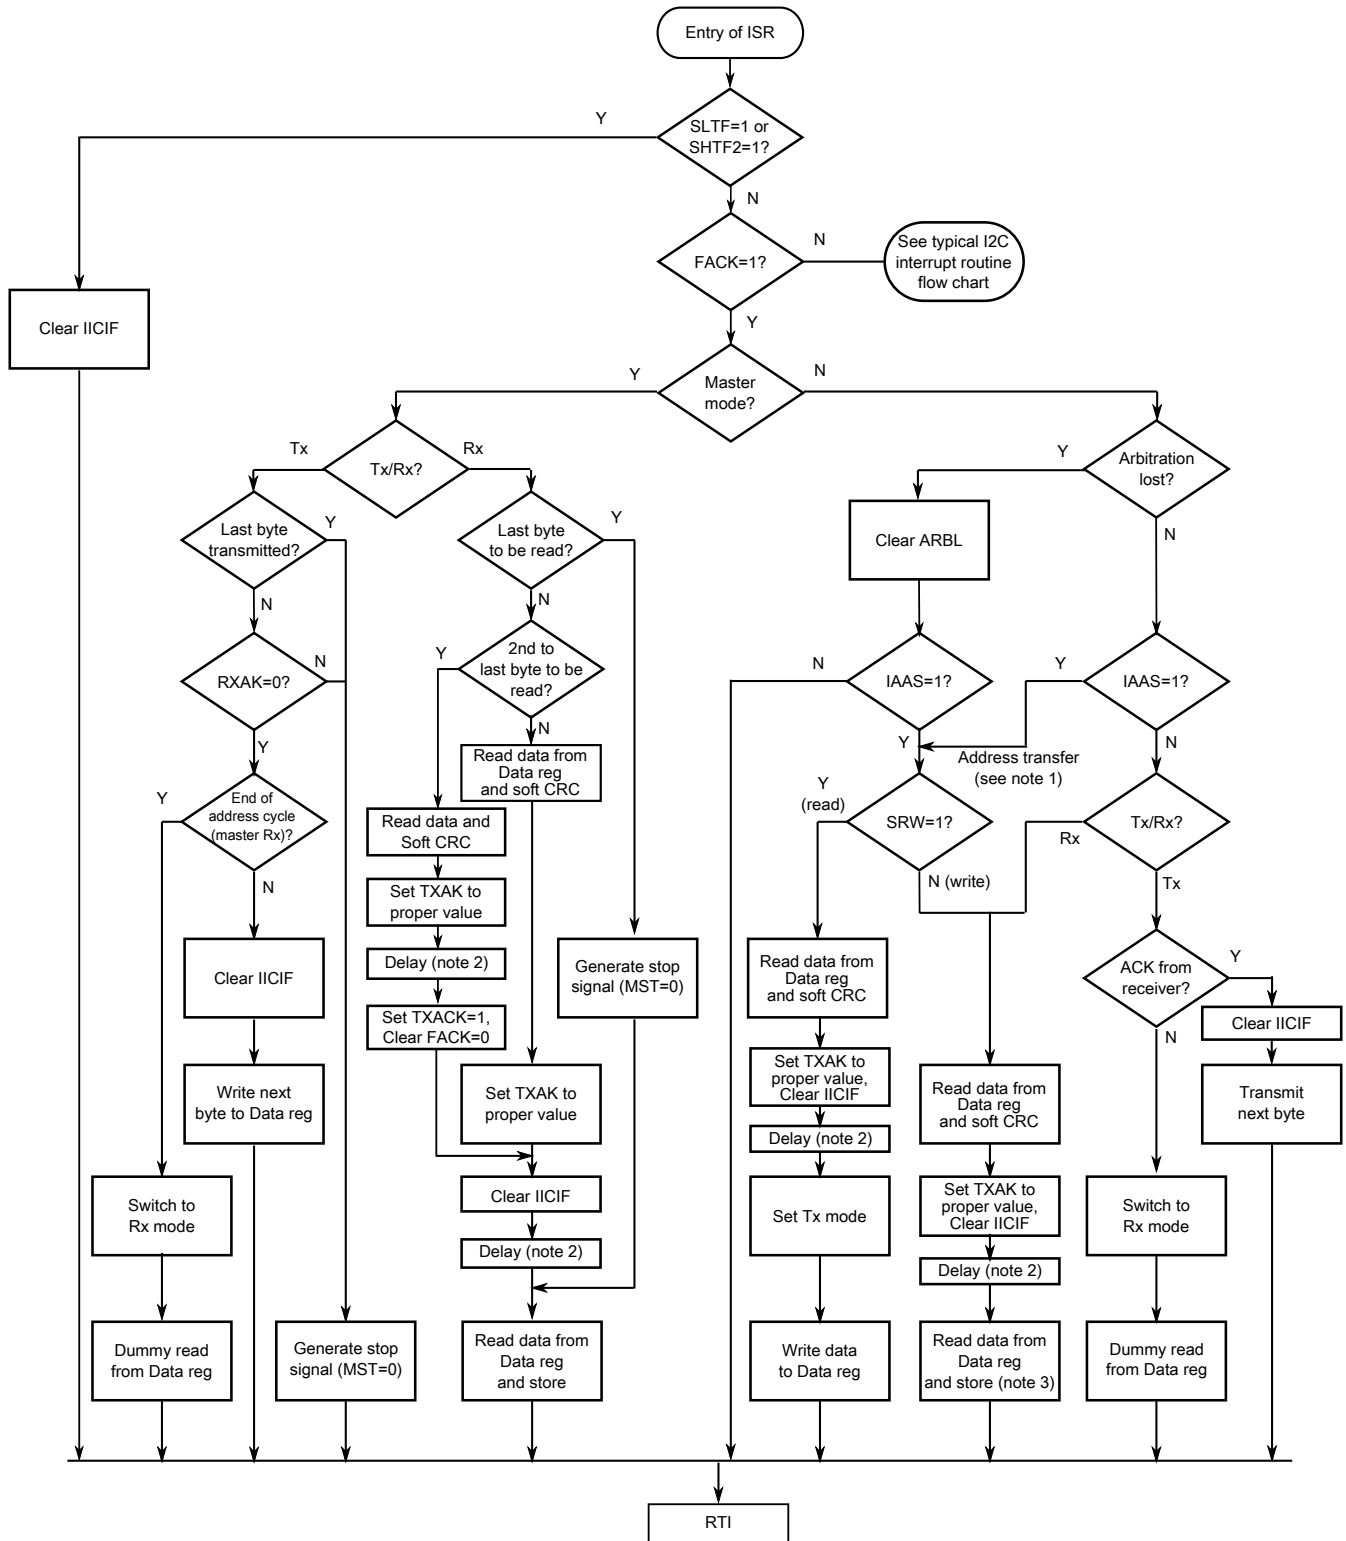 Entry of ISR
Y
SLTF=1 or
SHTF2=1?
N
FACK=1?
N
See typical I2C
interrupt routine
flow chart
Clear IICIF
Y
Y
Master
mode?
N
Tx
Tx/Rx?
Rx
Y
Arbitration
lost?
Last byte
transmitted?
Y
Last byte
to be read?
Y
Clear ARBL
N
N
N
RXAK=0?
N
Y
2nd to
last byte to be
read?
N
IAAS=1?
Y
IAAS=1?
Y
N
Read data from
Data reg
and soft CRC
Y
Address transfer
(see note 1)
N
Y
End of
address cycle
(master Rx)?
Read data and
Soft CRC
Y
(read)
SRW=1?
Rx
Tx/Rx?
N
Set TXAK to
proper value
N (write)
Tx
Clear IICIF
Delay (note 2)
Generate stop
signal (MST=0)
Read data from
Data reg
and soft CRC
ACK from
receiver?
Y
Set TXACK=1,
Clear FACK=0
Clear IICIF
N
Write next
byte to Data reg
Set TXAK to
proper value
Set TXAK to
proper value,
Clear IICIF
Read data from
Data reg
and soft CRC
Transmit
next byte
Delay (note 2)
Switch to
Rx mode
Clear IICIF
Set Tx mode
Set TXAK to
proper value,
Clear IICIF
Switch to
Rx mode
Delay (note 2)
Delay (note 2)
Dummy read
from Data reg
Generate stop
signal (MST=0)
Read data from
Data reg
and store
Write data
to Data reg
Read data from
Data reg
and store (note 3)
Dummy read
from Data reg
RTI